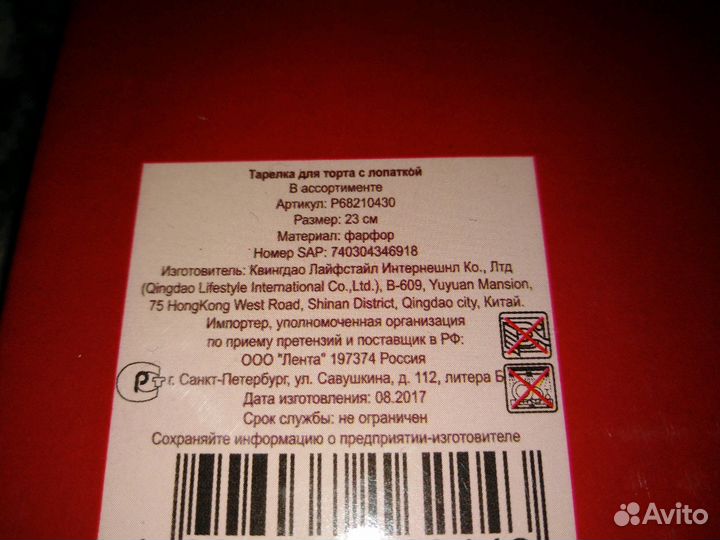 Тарелка для торта с лопаткой
В ассортименте
Артикул: P68210430
Размер: 23 см
Материал: фарфор
Номер SAP: 740304346918
Изготовитель: Квингдао Лайфстайл Интернешнл Ко., Лтд
(Qingdao Lifestyle International Co.,Ltd.), B-609, Yuyuan Mansion,
75 HongKong West Road, Shinan District, Qingdao city, Китай.
Импортер, уполномоченная организация
по приему претензий и поставщик в РФ:
ООО "Лента" 197374 Россия
г. Санкт-Петербург, ул. Савушкина, д. 112, литера Б
Дата изготовления: 08.2017
Срок службы: не ограничен
Сохраняйте информацию о предприятии-изготовителе
Avito